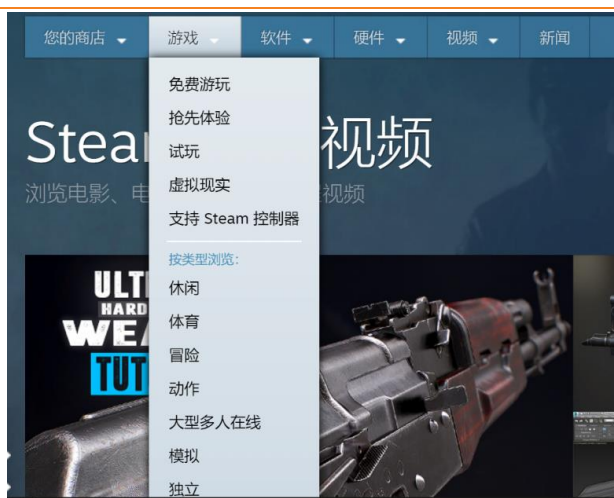 您的商店 游戏 软件 硬件 视频 新闻
免费游玩
抢先体验
试玩
虚拟现实
支持 Steam 控制器
按类型浏览:
休闲
体育
冒险
动作
大型多人在线
模拟
独立
Stea 视频
浏览电影、电 视频
ULT
HARD
WE
TUT